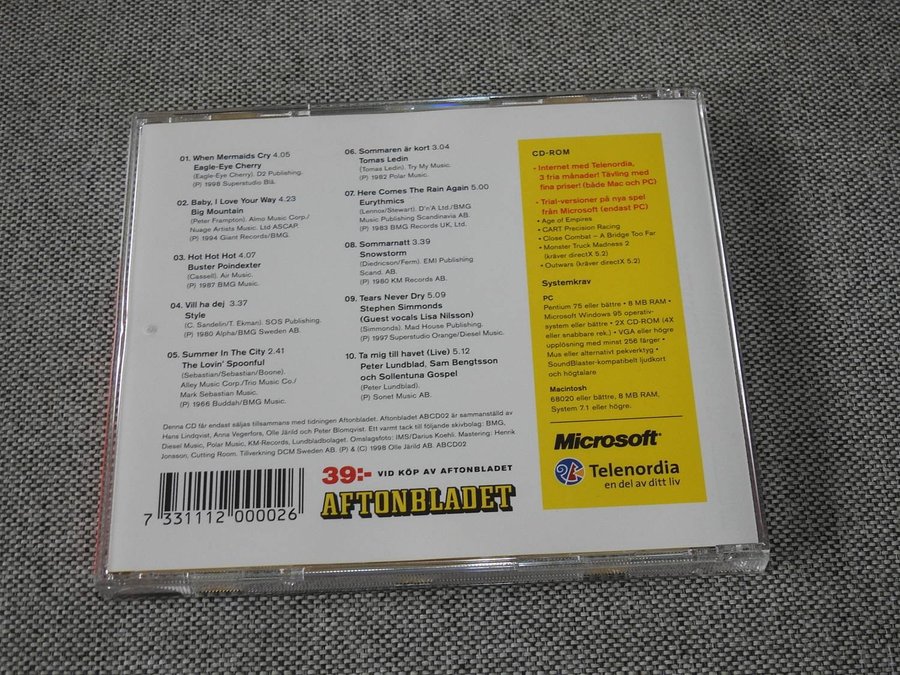 01. When Mermaids Cry 4.05
Eagle-Eye Cherry
(Eagle-Eye Cherry). D2 Publishing.
(P) 1998 Superstudio Blå.
02. Baby, I Love Your Way 4.23
Big Mountain
(Peter Frampton). Almo Music Corp./
Nuage Artists Music. Ltd ASCAP.
(P) 1994 Giant Records/BMG.
03. Hot Hot Hot 4.07
Buster Poindexter
(Cassell). Air Music.
(P) 1987 BMG Music.
04. Vill ha dej 3.37
Style
(C. Sandelin/T. Ekman). SOS Publishing.
(P) 1980 Alpha/BMG Sweden AB.
05. Summer In The City 2.41
The Lovin' Spoonful
(Sebastian/Sebastian/Boone).
Alley Music Corp./Trio Music Co./
Mark Sebastian Music.
(P) 1966 Buddah/BMG Music.
06. Sommaren är kort 3.04
Tomas Ledin
(Tomas Ledin). Try My Music.
(P) 1982 Polar Music.
07. Here Comes The Rain Again 5.00
Eurythmics
(Lennox/Stewart). D'n'A Ltd./BMG
Music Publishing Scandinavia AB.
(P) 1983 BMG Records UK, Ltd.
08. Sommarnatt 3.39
Snowstorm
(Diedricson/Ferm). EMI Publishing
Scand. AB.
(P) 1980 KM Records AB.
09. Tears Never Dry 5.09
Stephen Simmonds
(Guest vocals Lisa Nilsson)
(Simmonds). Mad House Publishing.
(P) 1997 Superstudio Orange/Diesel Music.
10. Ta mig till havet (Live) 5.12
Peter Lundblad, Sam Bengtsson
och Sollentuna Gospel
(Peter Lundblad).
(P) Sonet Music AB.
Denna CD får endast säljas tillsammans med tidningen Aftonbladet. Aftonbladet ABCD02 är sammanställd av
Hans Lindqvist, Anna Vegerfors, Olle Järild och Peter Blomqvist. Ett varmt tack till följande skivbolag: BMG,
Diesel Music, Polar Music, KM-Records, Lundbladbolaget. Omslagsfoto: IMS/Darius Koehli. Mastering: Henrik
Jonsson, Cutting Room. Tillverkning DCM Sweden AB. (P) & (C) 1998 Olle Järild AB. ABCD02
7 331112 000026
39:- VID KÖP AV AFTONBLADET
AFTONBLADET
CD-ROM
• Internet med Telenordia,
3 fria månader! Tävling med
fina priser! (både Mac och PC)
• Trial-versioner på nya spel
från Microsoft (endast PC)
• Age of Empires
• CART Precision Racing
• Close Combat – A Bridge Too Far
• Monster Truck Madness 2
(kräver directX 5.2)
• Outwars (kräver directX 5.2)
Systemkrav
PC
Pentium 75 eller bättre • 8 MB RAM •
Microsoft Windows 95 operativ-
system eller bättre • 2X CD-ROM (4X
eller snabbare rek.) • VGA eller högre
upplösning med minst 256 färger •
Mus eller alternativt pekverktyg •
SoundBlaster-kompatibelt ljudkort
och högtalare
Macintosh
68020 eller bättre, 8 MB RAM,
System 7.1 eller högre.
Microsoft®
Telenordia
en del av ditt liv